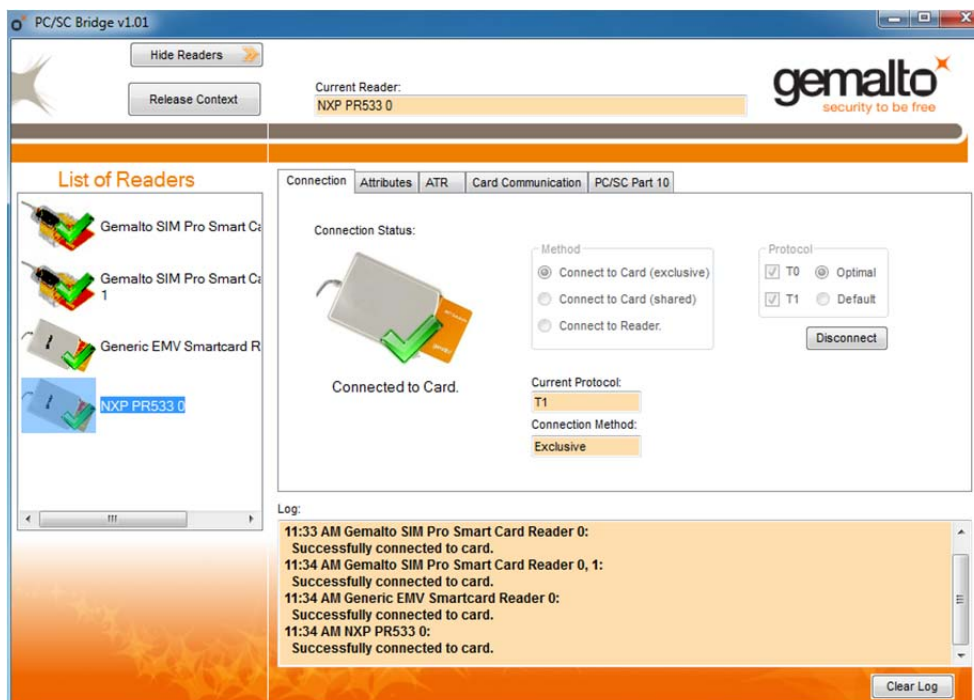 PC/SC Bridge v1.01
Hide Readers
Release Context
Current Reader:
NXP PR533 0
gemalto
security to be free
List of Readers
Gemalto SIM Pro Smart Ca
Gemalto SIM Pro Smart Ca
1
Generic EMV Smartcard R
NXP PR533 0
Connection Attributes ATR Card Communication PC/SC Part 10
Connection Status:
Connected to Card.
Method
Connect to Card (exclusive)
Connect to Card (shared)
Connect to Reader.
Protocol
T0 Optimal
T1 Default
Disconnect
Current Protocol:
T1
Connection Method:
Exclusive
Log:
11:33 AM Gemalto SIM Pro Smart Card Reader 0:
Successfully connected to card.
11:34 AM Gemalto SIM Pro Smart Card Reader 0, 1:
Successfully connected to card.
11:34 AM Generic EMV Smartcard Reader 0:
Successfully connected to card.
11:34 AM NXP PR533 0:
Successfully connected to card.
Clear Log